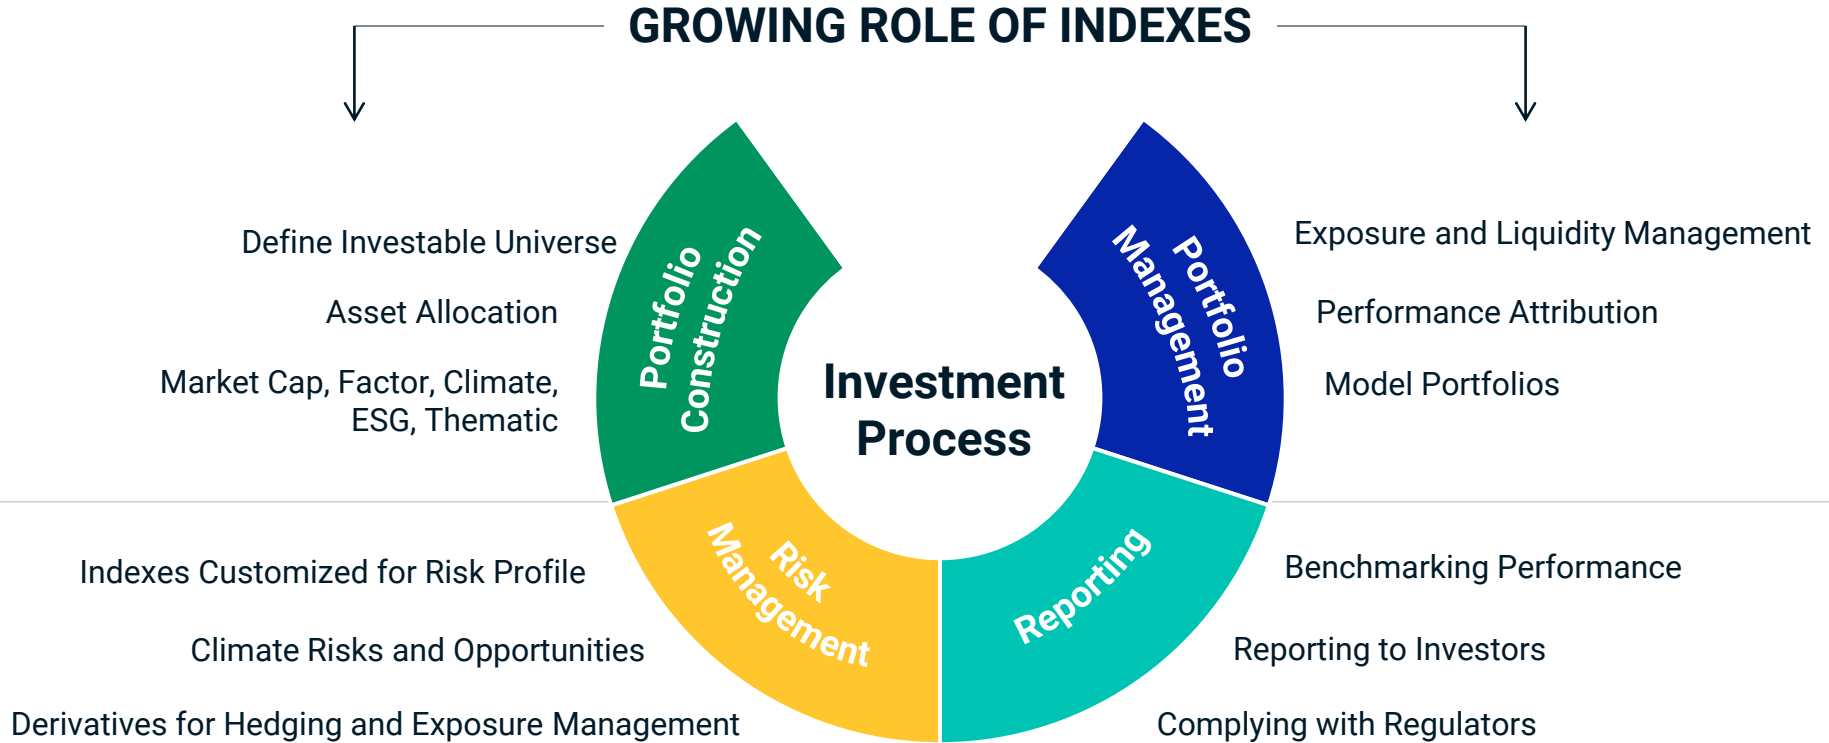 GROWING ROLE OF INDEXES
Define Investable Universe
Asset Allocation
Market Cap, Factor, Climate,
ESG, Thematic
Portfolio
Construction
Investment
Process
Portfolio
Management
Exposure and Liquidity Management
Performance Attribution
Model Portfolios
Indexes Customized for Risk Profile
Climate Risks and Opportunities
Derivatives for Hedging and Exposure Management
Risk
Management
Reporting
Benchmarking Performance
Reporting to Investors
Complying with Regulators